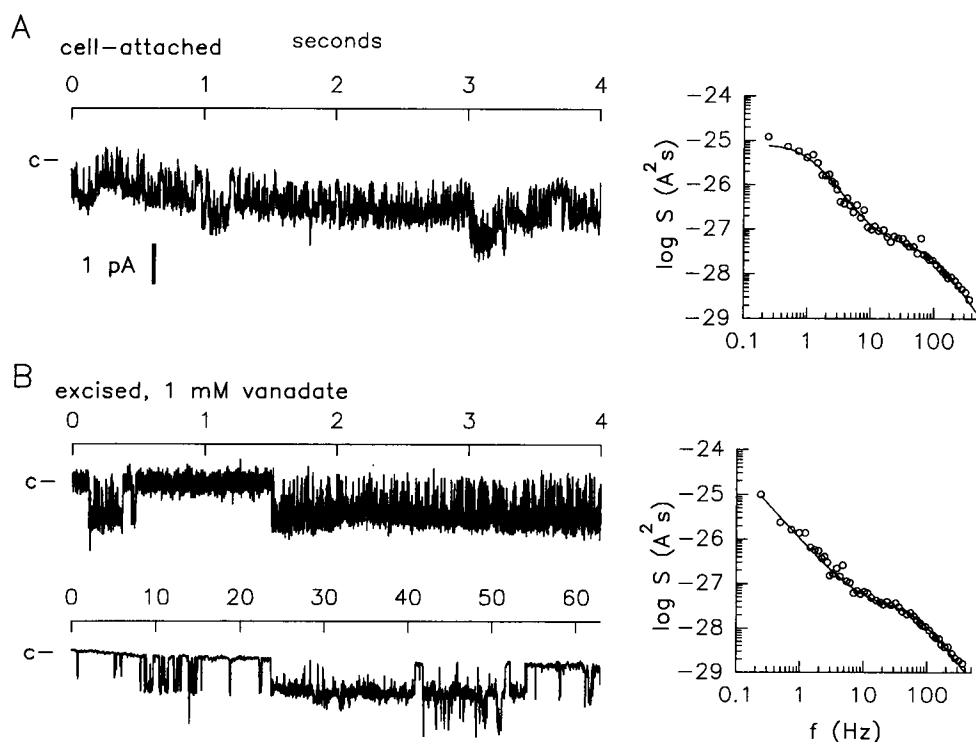 A
cell-attached seconds
0 1 2 3 4
c-
1 pA
-24
-25
-26
-27
-28
-29
log S (A²s)
0.1 1 10 100
B
excised, 1 mM vanadate
0 1 2 3 4
c-
0 10 20 30 40 50 60
c-
-24
-25
-26
-27
-28
-29
log S (A²s)
0.1 1 10 100
f (Hz)